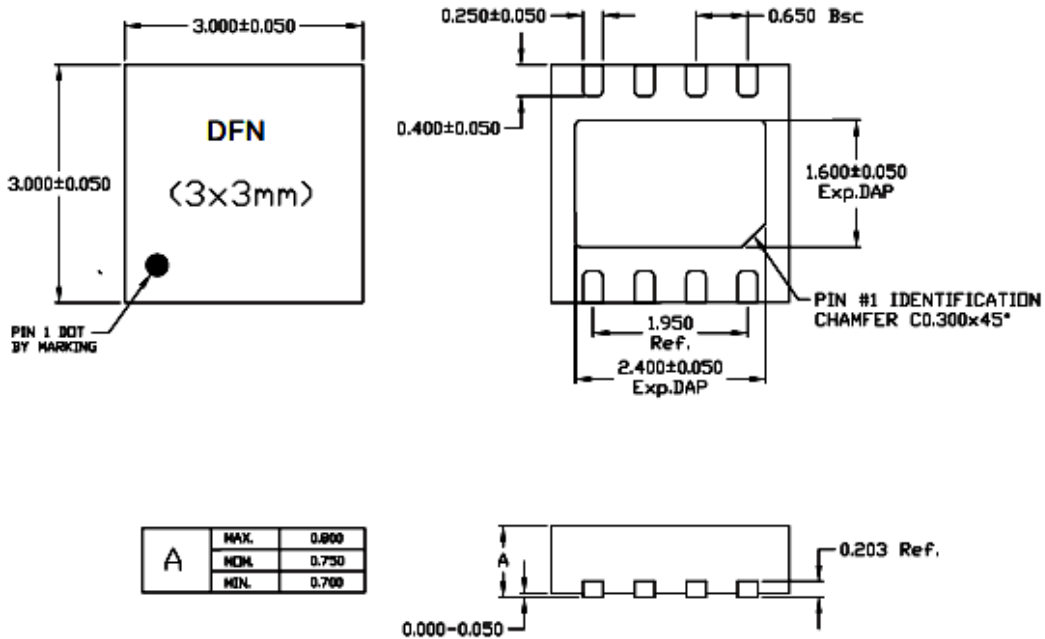 3.000±0.050
DFN
(3x3mm)
3.000±0.050
PIN 1 DOT
BY MARKING
0.250±0.050
0.650 Bsc
0.400±0.050
1.600±0.050
Exp.DAP
PIN #1 IDENTIFICATION
CHAMFER C0.300x45°
1.950
Ref.
2.400±0.050
Exp.DAP
A
MAX. 0.800
NOM. 0.750
MIN. 0.700
A
0.203 Ref.
0.000-0.050